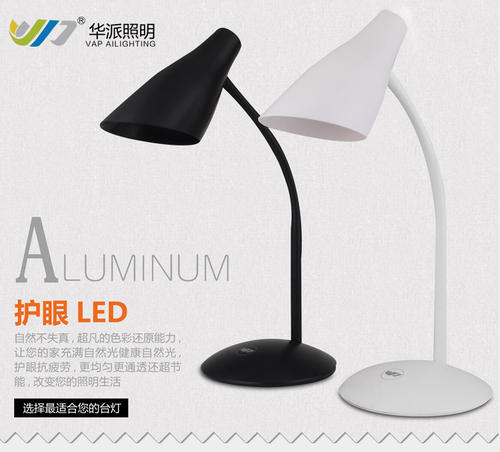 ® 华派照明
VAP AILIGHTING
ALUMINUM
护眼 LED
自然不失真，超凡的色彩还原能力，
让您的家充满自然光健康自然光，
护眼抗疲劳，更均匀更通透还超节
能，改变您的照明生活
选择最适合您的台灯